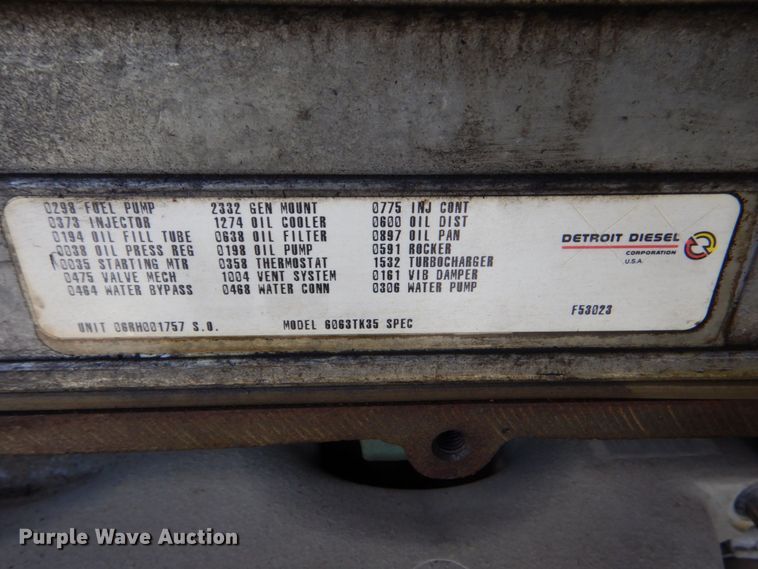 0298 FUEL PUMP 2332 GEN MOUNT 0775 INJ CONT
0373 INJECTOR 1274 OIL COOLER 0600 OIL DIST
0194 OIL FILL TUBE 0638 OIL FILTER 0897 OIL PAN
0038 OIL PRESS REG 0198 OIL PUMP 0591 ROCKER
0035 STARTING MTR 0358 THERMOSTAT 1532 TURBOCHARGER
0475 VALVE MECH 1004 VENT SYSTEM 0161 VIB DAMPER
0464 WATER BYPASS 0468 WATER CONN 0306 WATER PUMP
DETROIT DIESEL
CORPORATION
U.S.A.
F53023
UNIT 06RH001757 S.O. MODEL 6063TK35 SPEC
Purple Wave Auction